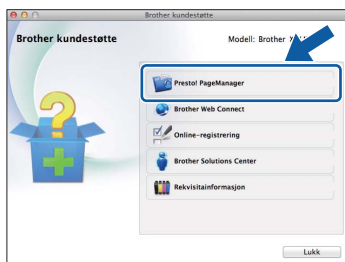 Brother kundestøtte
Brother kundestøtte
Modell: Brother
Presto! PageManager
Brother Web Connect
Online-registrering
Brother Solutions Center
Rekvisitainformasjon
Lukk